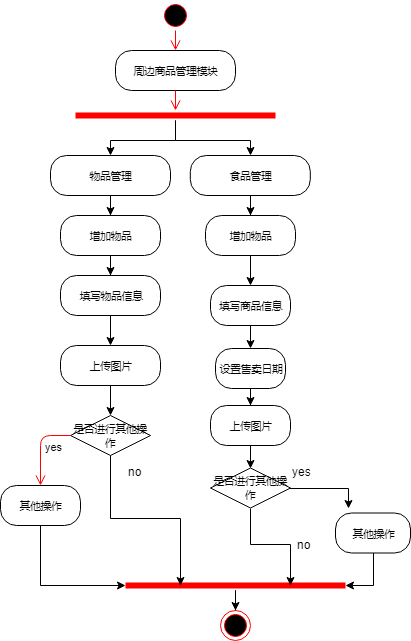 周边商品管理模块
物品管理
食品管理
增加物品
增加物品
填写物品信息
填写商品信息
上传图片
设置售卖日期
上传图片
是否进行其他操
作
yes
no
是否进行其他操
作
yes
no
其他操作
其他操作